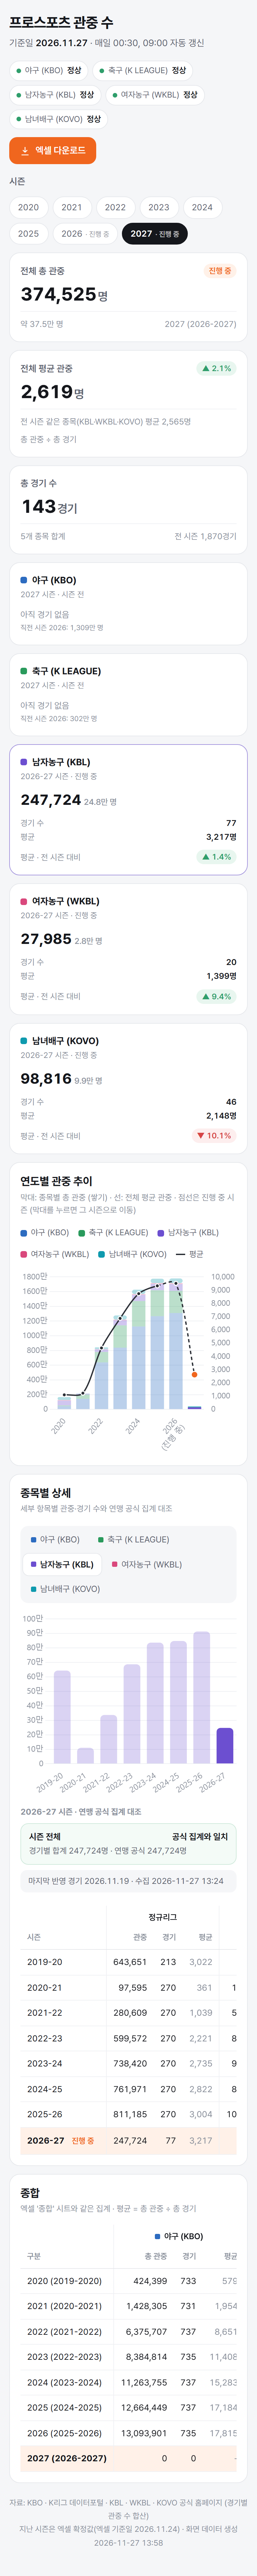 프로스포츠 관중 수
기준일 2026.11.27 · 매일 00:30, 09:00 자동 갱신
야구 (KBO) 정상
축구 (K LEAGUE) 정상
남자농구 (KBL) 정상
여자농구 (WKBL) 정상
남녀배구 (KOVO) 정상
엑셀 다운로드
시즌
2020 2021 2022 2023 2024
2025 2026 · 진행 중 2027 · 진행 중
전체 총 관중 진행 중
374,525명
약 37.5만 명 2027 (2026-2027)
전체 평균 관중 ▲ 2.1%
2,619명
전 시즌 같은 종목(KBL·WKBL·KOVO) 평균 2,565명
총 관중 ÷ 총 경기
총 경기 수
143경기
5개 종목 합계 전 시즌 1,870경기
야구 (KBO)
2027 시즌 · 시즌 전
아직 경기 없음
직전 시즌 2026: 1,309만 명
축구 (K LEAGUE)
2027 시즌 · 시즌 전
아직 경기 없음
직전 시즌 2026: 302만 명
남자농구 (KBL)
2026-27 시즌 · 진행 중
247,724 24.8만 명
경기 수 77
평균 3,217명
평균 · 전 시즌 대비 ▲ 1.4%
여자농구 (WKBL)
2026-27 시즌 · 진행 중
27,985 2.8만 명
경기 수 20
평균 1,399명
평균 · 전 시즌 대비 ▲ 9.4%
남녀배구 (KOVO)
2026-27 시즌 · 진행 중
98,816 9.9만 명
경기 수 46
평균 2,148명
평균 · 전 시즌 대비 ▼ 10.1%
연도별 관중 추이
막대: 종목별 총 관중 (쌓기) · 선: 전체 평균 관중 · 점선은 진행 중 시
즌 (막대를 누르면 그 시즌으로 이동)
야구 (KBO) 축구 (K LEAGUE) 남자농구 (KBL)
여자농구 (WKBL) 남녀배구 (KOVO) 평균
1800만 10,000
1600만 9,000
1400만 8,000
1200만 7,000
1000만 6,000
800만 5,000
600만 4,000
400만 3,000
200만 2,000
0 1,000
0
2020 2022 2024 2026
(진행 중)
종목별 상세
세부 항목별 관중·경기 수와 연맹 공식 집계 대조
야구 (KBO) 축구 (K LEAGUE)
남자농구 (KBL) 여자농구 (WKBL)
남녀배구 (KOVO)
100만
90만
80만
70만
60만
50만
40만
30만
20만
10만
0
2019-20 2020-21 2021-22 2022-23 2023-24 2024-25 2025-26 2026-27
2026-27 시즌 · 연맹 공식 집계 대조
시즌 전체 공식 집계와 일치
경기별 합계 247,724명 · 연맹 공식 247,724명
마지막 반영 경기 2026.11.19 · 수집 2026-11-27 13:24
정규리그
시즌 관중 경기 평균
2019-20 643,651 213 3,022
2020-21 97,595 270 361 1
2021-22 280,609 270 1,039 5
2022-23 599,572 270 2,221 8
2023-24 738,420 270 2,735 9
2024-25 761,971 270 2,822 8
2025-26 811,185 270 3,004 10
2026-27 진행 중 247,724 77 3,217
종합
엑셀 '종합' 시트와 같은 집계 · 평균 = 총 관중 ÷ 총 경기
야구 (KBO)
구분 총 관중 경기 평균
2020 (2019-2020) 424,399 733 579
2021 (2020-2021) 1,428,305 731 1,954
2022 (2021-2022) 6,375,707 737 8,651
2023 (2022-2023) 8,384,814 735 11,408
2024 (2023-2024) 11,263,755 737 15,283
2025 (2024-2025) 12,664,449 737 17,184
2026 (2025-2026) 13,093,901 735 17,815
2027 (2026-2027) 0 0 -
자료: KBO · K리그 데이터포털 · KBL · WKBL · KOVO 공식 홈페이지 (경기별
관중 수 합산)
지난 시즌은 엑셀 확정값(엑셀 기준일 2026.11.24) · 화면 데이터 생성
2026-11-27 13:58